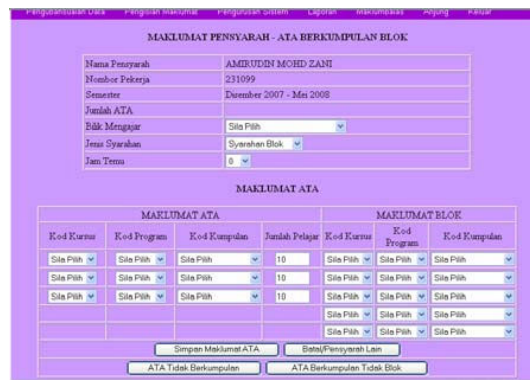 Pengubahsuaian Data Pengisian Maklumat Pengurusan Sistem Laporan Maklumbalas Anjung Keluar
MAKLUMAT PENSYARAH - ATA BERKUMPULAN BLOK
Nama Pensyarah AMIRUDIN MOHD ZANI
Nombor Pekerja 231099
Semester Disember 2007 - Mei 2008
Jumlah ATA
Bilik Mengajar Sila Pilih
Jenis Syarahan Syarahan Blok
Jam Temu 0
MAKLUMAT ATA
MAKLUMAT ATA MAKLUMAT BLOK
Kod Kursus Kod Program Kod Kumpulan Jumlah Pelajar Kod Kursus Kod Program Kod Kumpulan
Sila Pilih Sila Pilih Sila Pilih 10 Sila Pilih Sila Pilih Sila Pilih
Sila Pilih Sila Pilih Sila Pilih 10 Sila Pilih Sila Pilih Sila Pilih
Sila Pilih Sila Pilih Sila Pilih 10 Sila Pilih Sila Pilih Sila Pilih
Sila Pilih Sila Pilih Sila Pilih
Sila Pilih Sila Pilih Sila Pilih
Simpan Maklumat ATA Batal/Pensyarah Lain
ATA Tidak Berkumpulan ATA Berkumpulan Tidak Blok